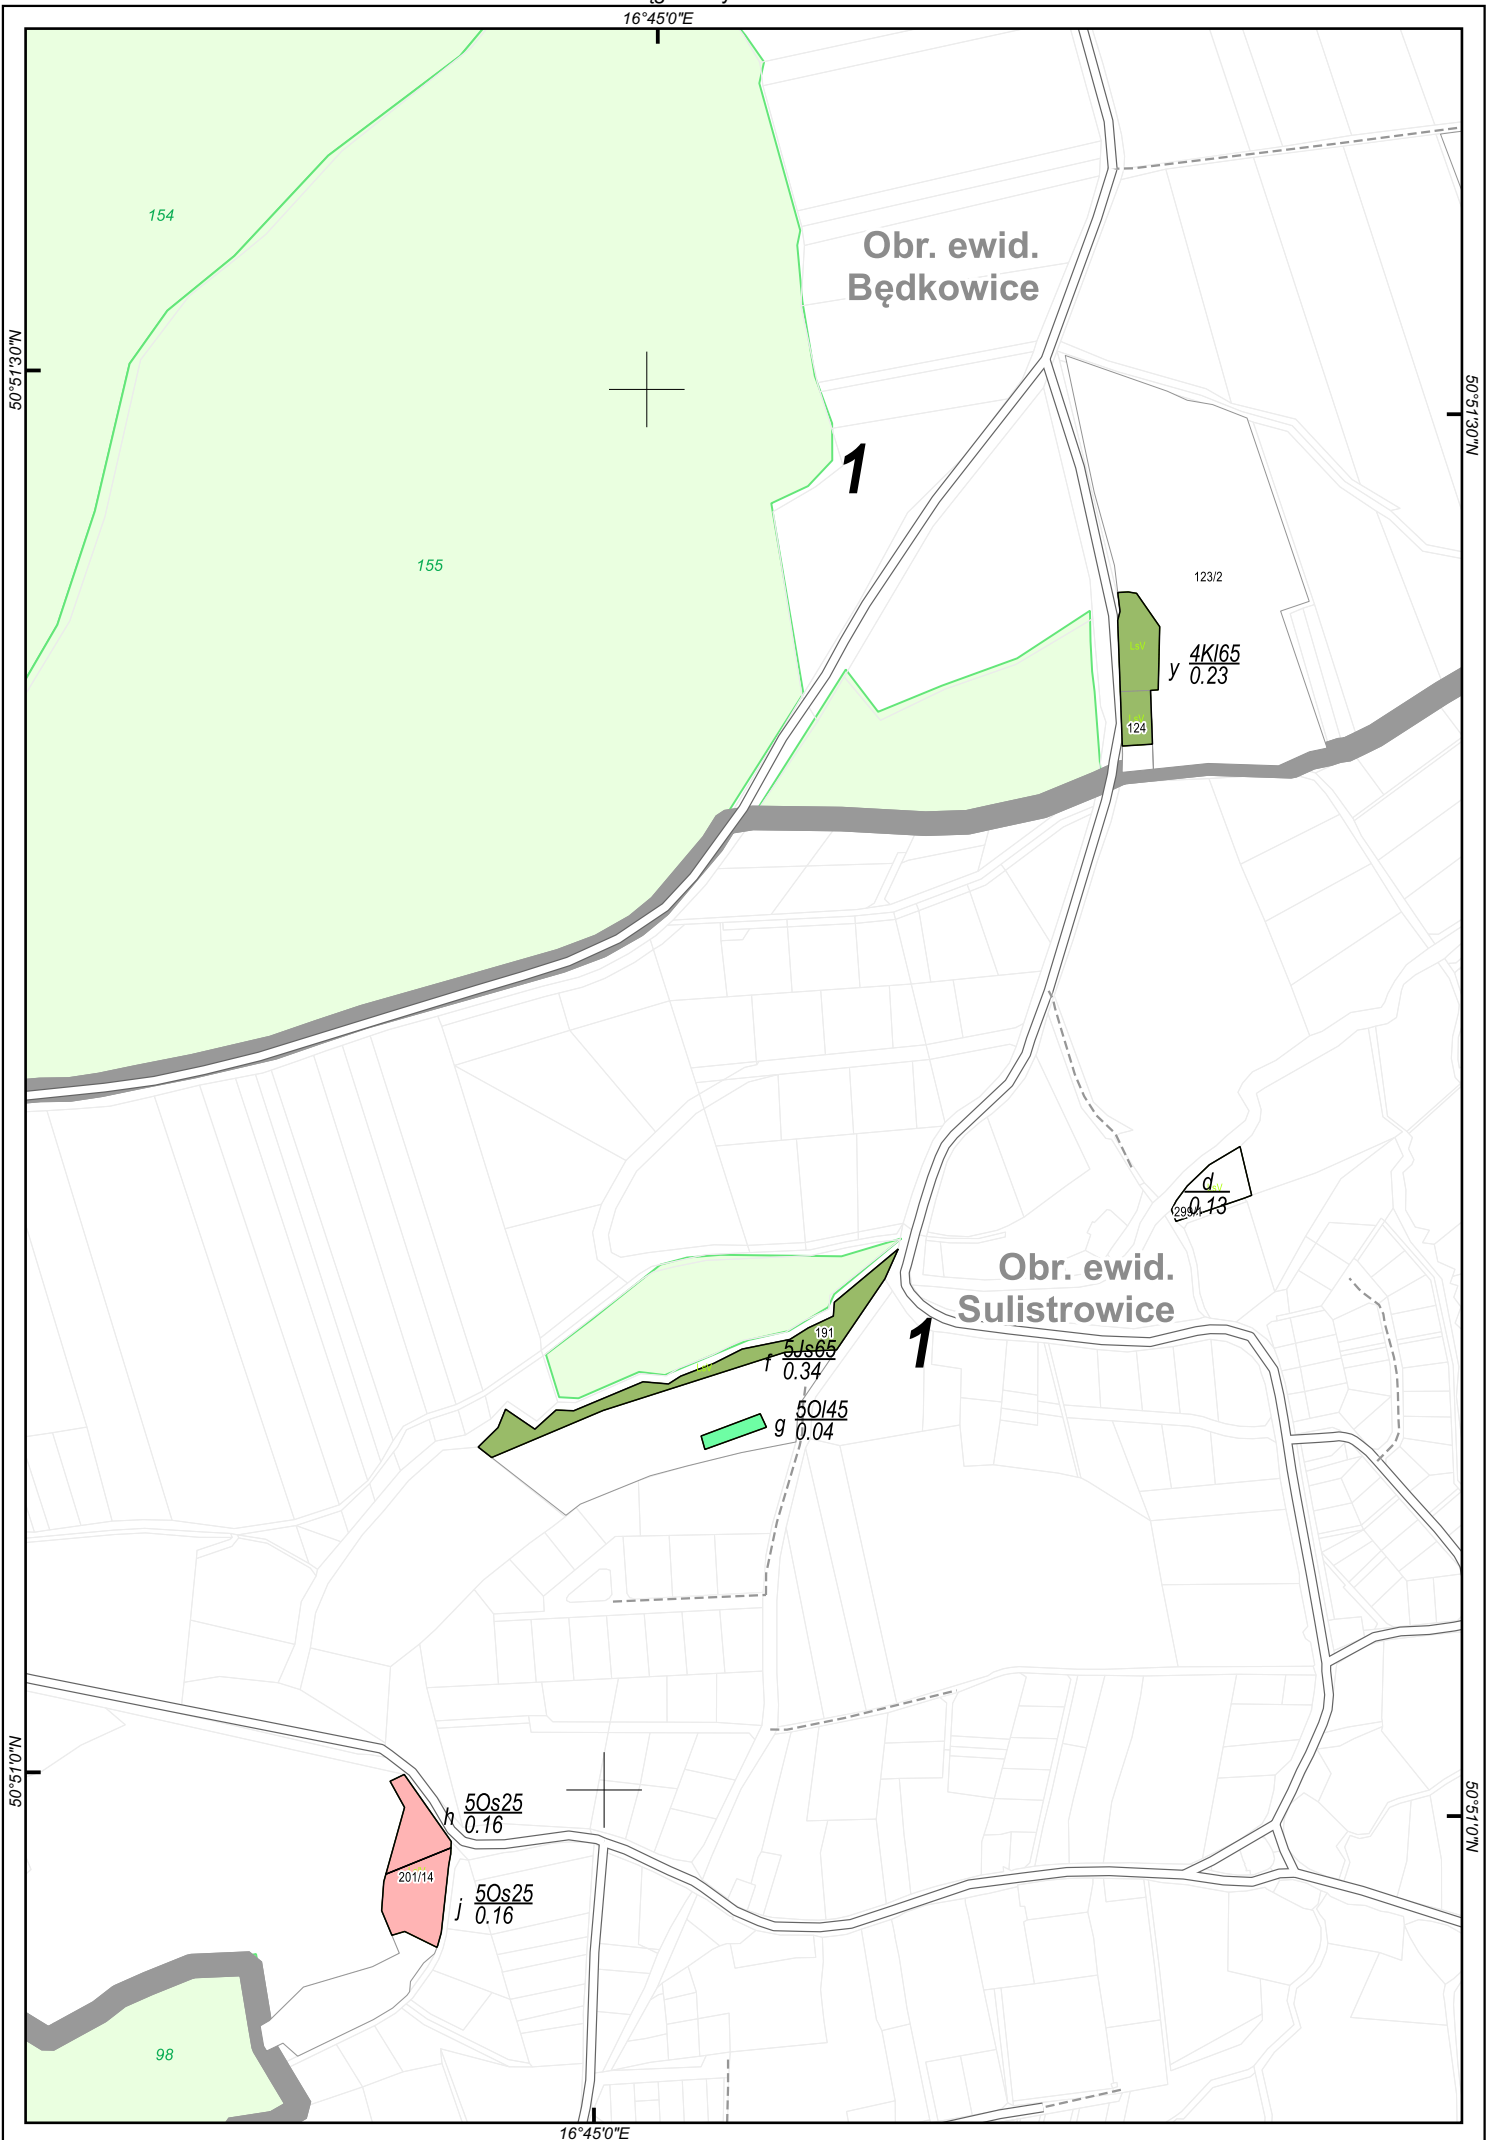 16°45'0"E
154
Obr. ewid.
Będkowice
50°51'30"N
50°51'30"N
1
155
123/2
LsV
y 4Kl65
0.23
124
d
0.13
299/1
Obr. ewid.
Sulistrowice
1
191
f 5Js65
0.34
g 5Ol45
0.04
50°51'0"N
50°51'0"N
h 5Os25
0.16
201/14
j 5Os25
0.16
98
16°45'0"E